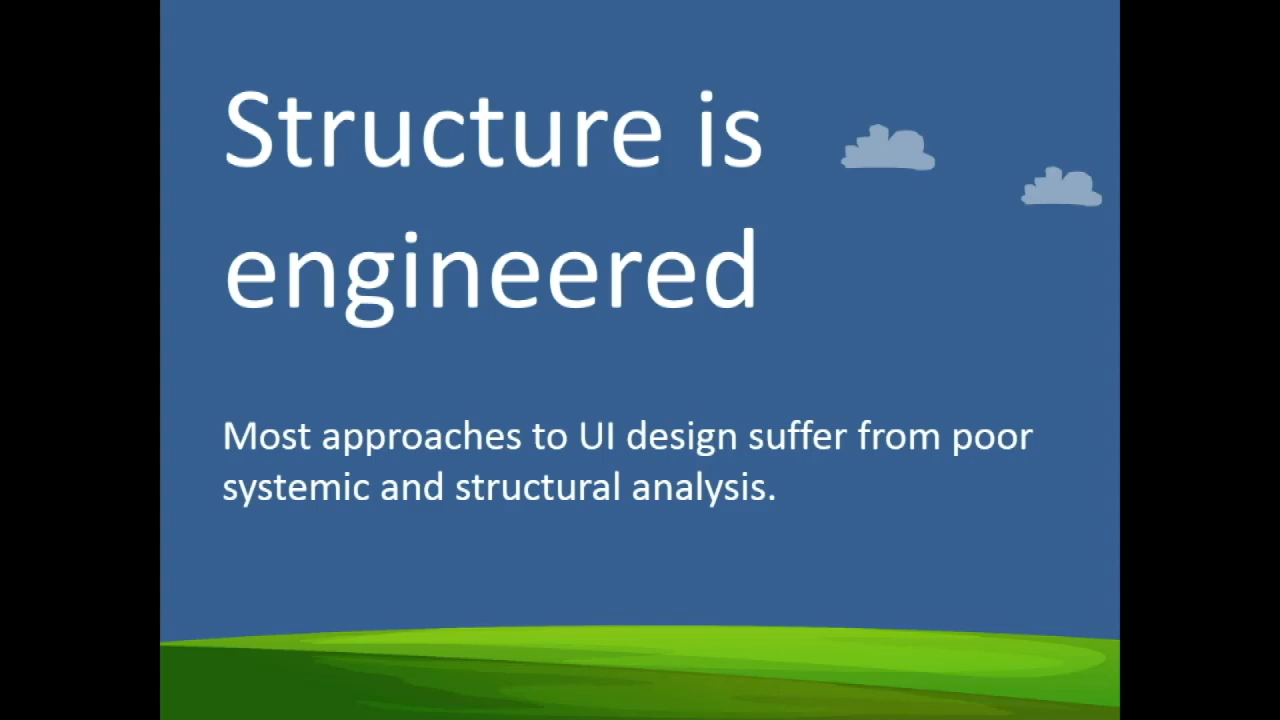 Structure is
engineered
Most approaches to UI design suffer from poor
systemic and structural analysis.